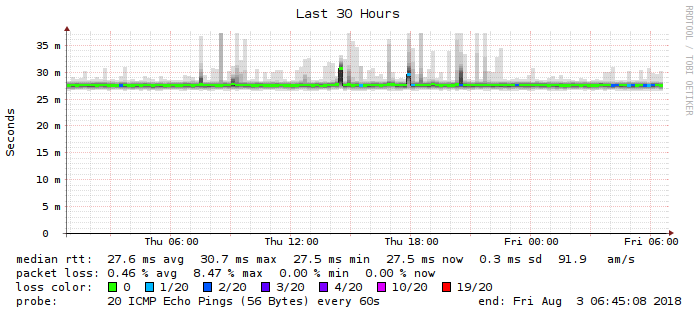 Last 30 Hours
RRDTOOL / TOBI OETIKER
Seconds
35 m
30 m
25 m
20 m
15 m
10 m
5 m
0
Thu 06:00 Thu 12:00 Thu 18:00 Fri 00:00 Fri 06:00
median rtt: 27.6 ms avg 30.7 ms max 27.5 ms min 27.5 ms now 0.3 ms sd 91.9 am/s
packet loss: 0.46 % avg 8.47 % max 0.00 % min 0.00 % now
loss color: 0 1/20 2/20 3/20 4/20 10/20 19/20
probe: 20 ICMP Echo Pings (56 Bytes) every 60s end: Fri Aug 3 06:45:08 2018